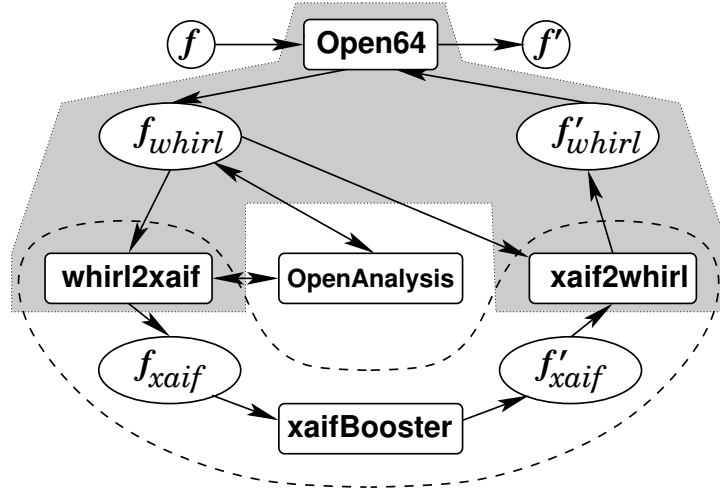 f Open64 f′
f_whirl f′_whirl
whirl2xaif OpenAnalysis xaif2whirl
f_xaif f′_xaif
xaifBooster